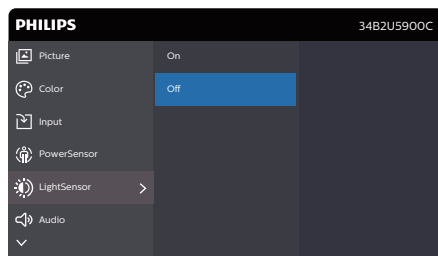 PHILIPS
34B2U5900C
Picture
On
Color
Off
Input
PowerSensor
LightSensor
Audio